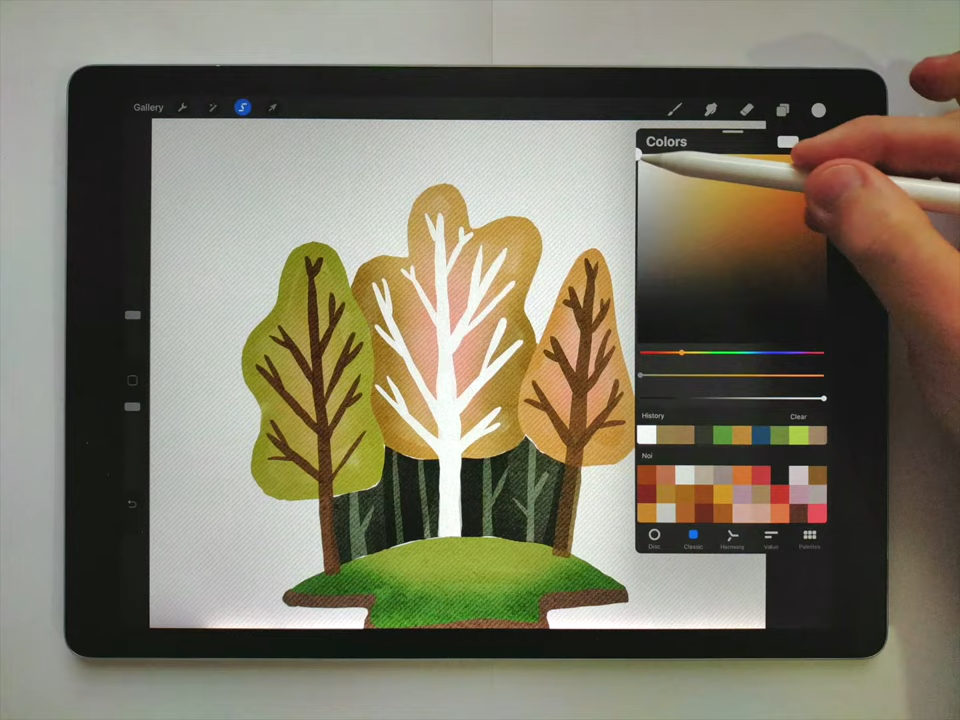 Gallery
Colors
History Clear
Noi
Disc Classic Harmony Value Palettes